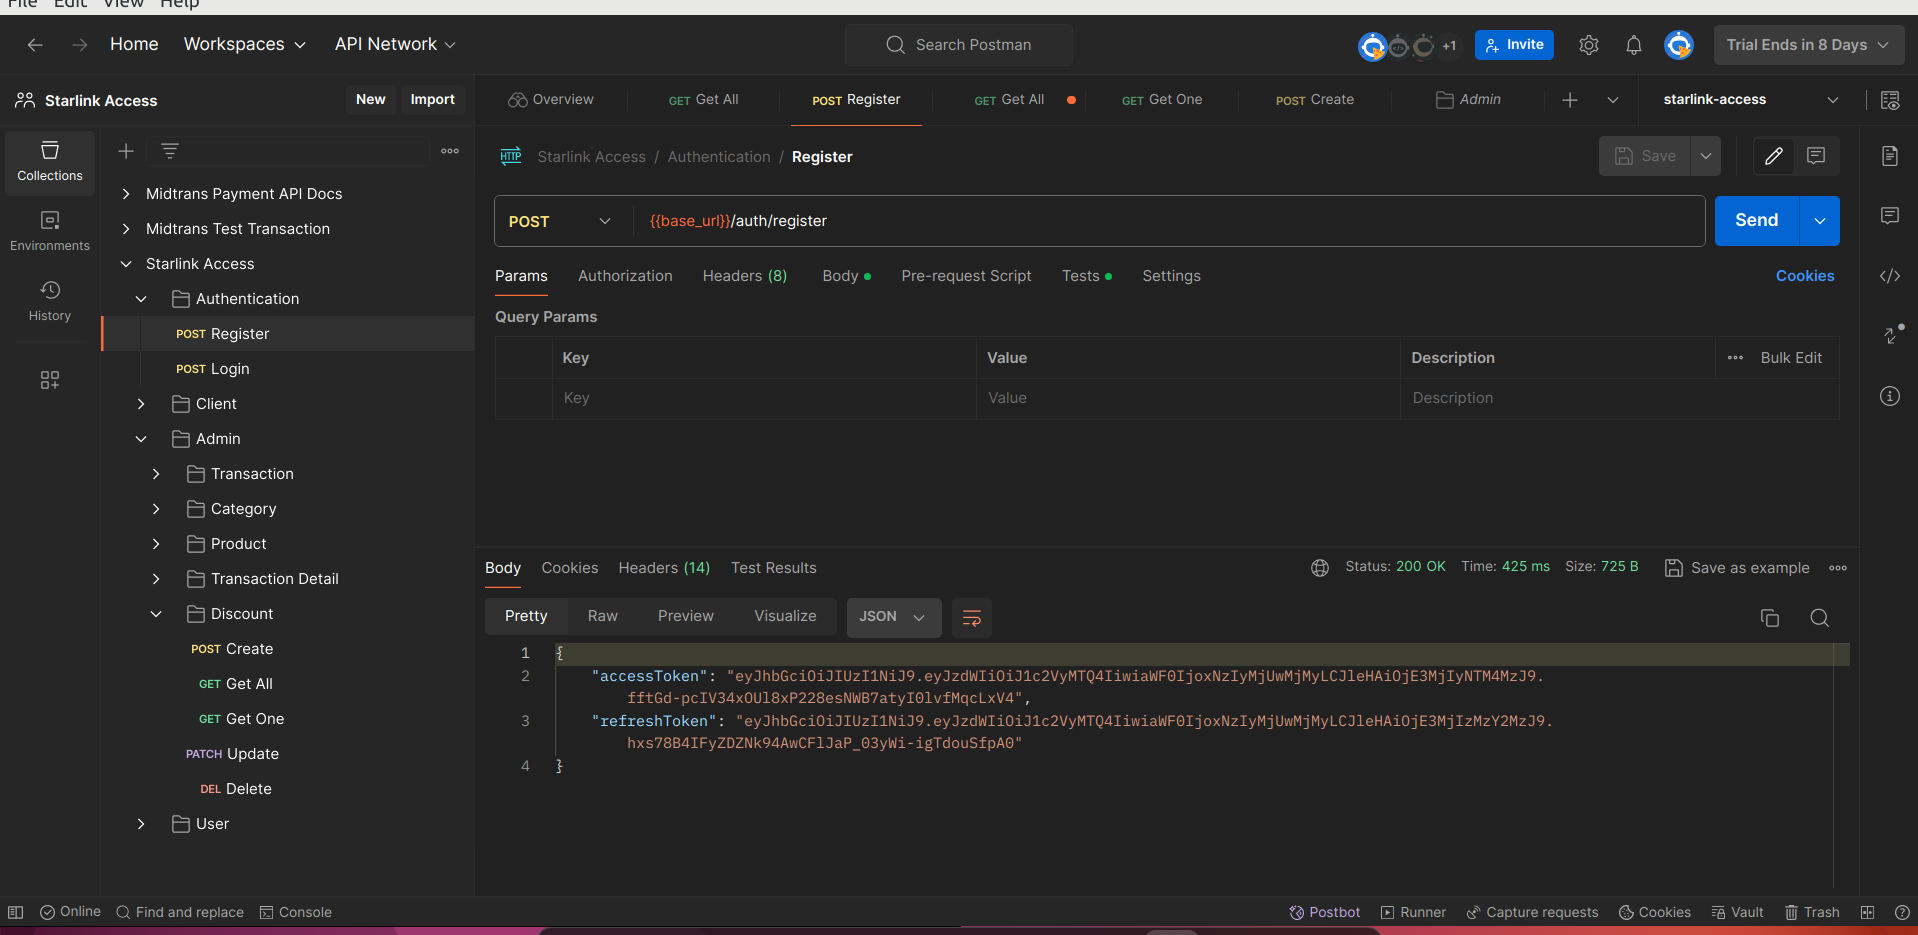 File Edit View Help
Home Workspaces API Network Search Postman +1 Invite Trial Ends in 8 Days
Starlink Access New Import Overview GET Get All POST Register GET Get All GET Get One POST Create Admin starlink-access
Collections
Environments
History
Midtrans Payment API Docs
Midtrans Test Transaction
Starlink Access
Authentication
POST Register
POST Login
Client
Admin
Transaction
Category
Product
Transaction Detail
Discount
POST Create
GET Get All
GET Get One
PATCH Update
DEL Delete
User
HTTP Starlink Access / Authentication / Register Save
POST {{base_url}}/auth/register Send
Params Authorization Headers (8) Body Pre-request Script Tests Settings Cookies
Query Params
Key Value Description Bulk Edit
Key Value Description
Body Cookies Headers (14) Test Results Status: 200 OK Time: 425 ms Size: 725 B Save as example
Pretty Raw Preview Visualize JSON
1 {
2 "accessToken": "eyJhbGciOiJIUzI1NiJ9.eyJzdWIiOiJ1c2VyMTQ4IiwiaWF0IjoxNzIyMjUwMjMyLCJleHAiOjE3MjIyNTM4MzJ9.
fftGd-pcIV34xOUl8xP228esNWB7atyI0lvfMqcLxV4",
3 "refreshToken": "eyJhbGciOiJIUzI1NiJ9.eyJzdWIiOiJ1c2VyMTQ4IiwiaWF0IjoxNzIyMjUwMjMyLCJleHAiOjE3MjIzMzY2MzJ9.
hxs78B4IFyZDZNk94AwCFlJaP_03yWi-igTdouSfpA0"
4 }
Online Find and replace Console Postbot Runner Capture requests Cookies Vault Trash